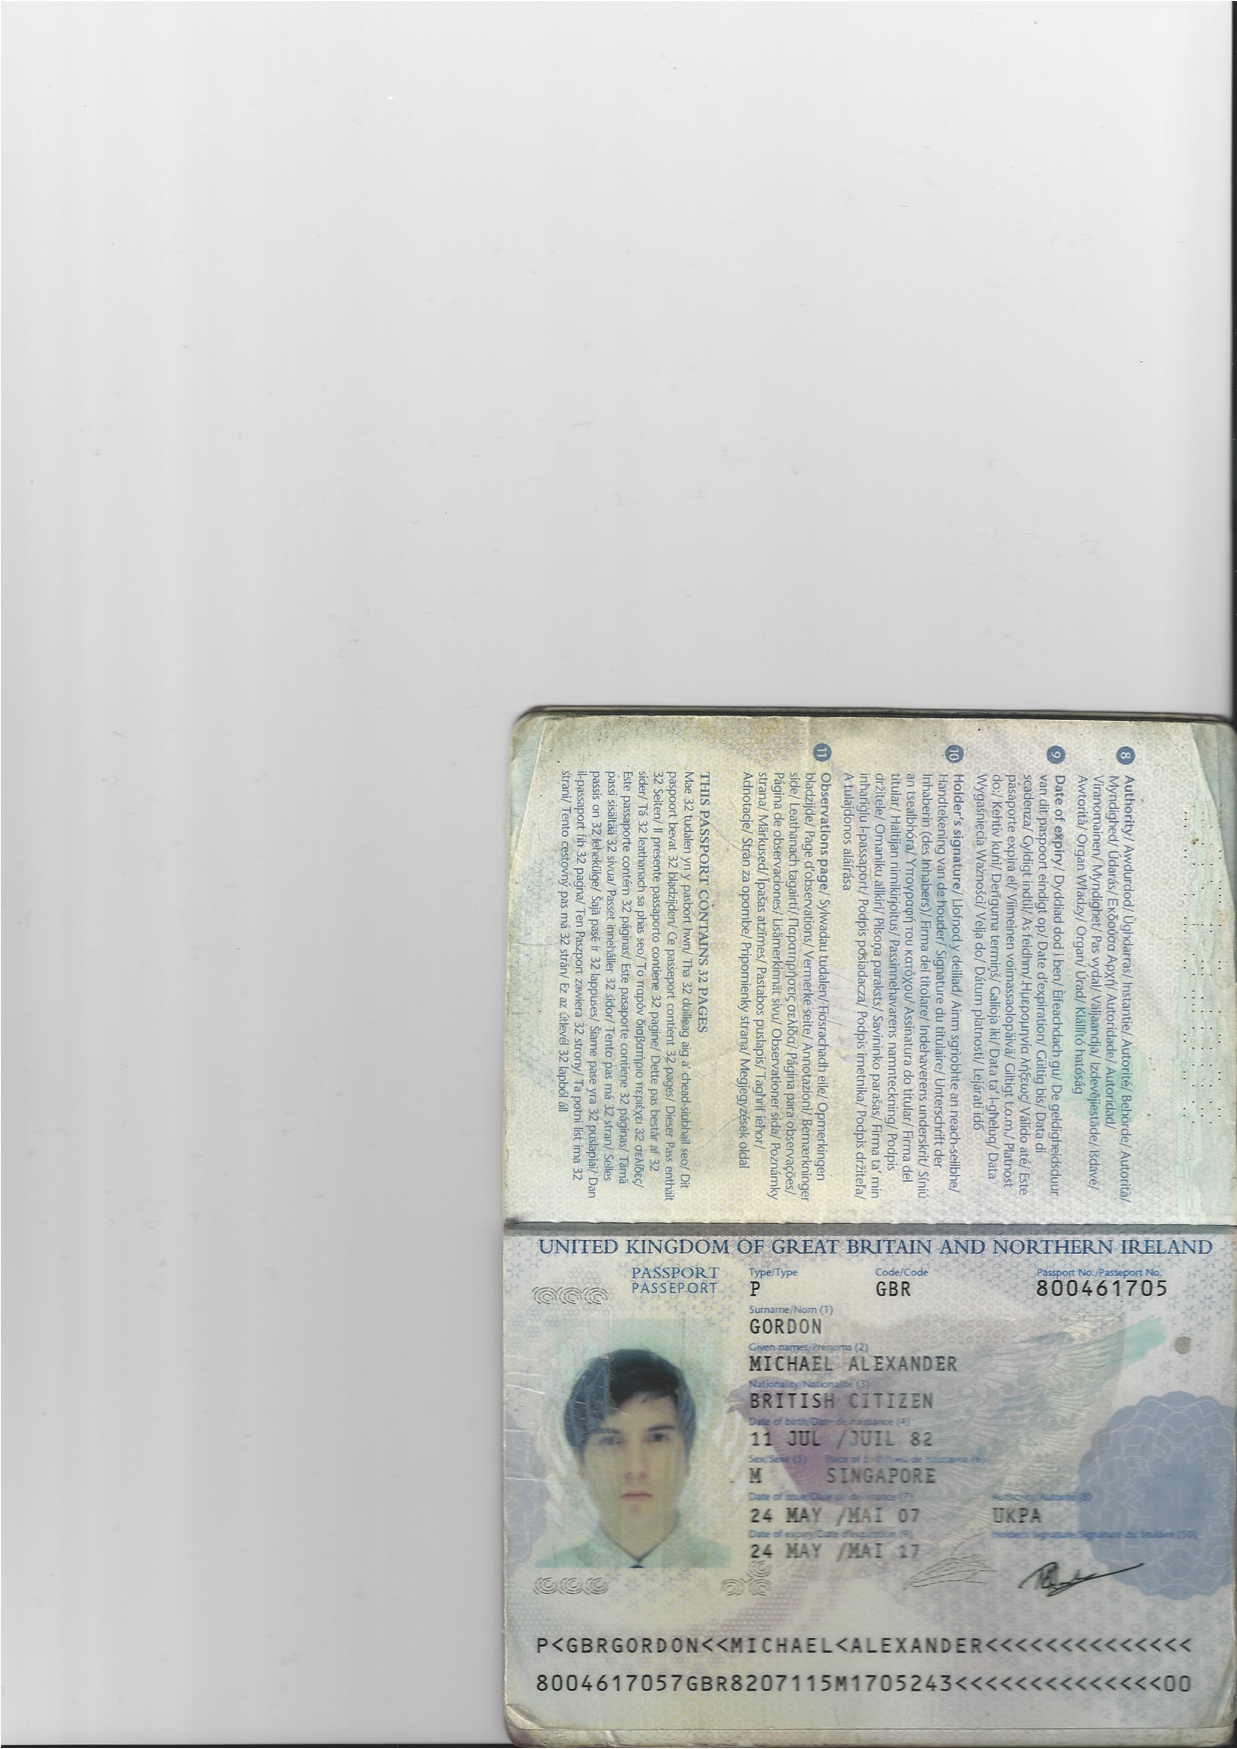 8 Authority/ Awdurdod/ Ùghdarras/ Instantie/ Autorité/ Behörde/ Autorità/
Myndighed/ Údarás/ Εκδούσα Αρχή/ Autoridade/ Autoridad/
Viranomainen/ Myndighet/ Pas vydal/ Väljaandja/ Izdevējiestāde/ Išdavė/
Awtorità/ Organ Władzy/ Organ/ Úrad/ Kiállító hatóság
9 Date of expiry/ Dyddiad dod i ben/ Eifeachdach gu/ De geldigheidsduur
van dit paspoort eindigt op/ Date d'expiration/ Gültig bis/ Data di
scadenza/ Gyldigt indtil/ As feidhm/ Ημερομηνία λήξεως/ Válido até/ Este
pasaporte expira el/ Viimeinen voimassaolopäivä/ Giltigt t.o.m./ Platnost
do/ Kehtiv kuni/ Derīguma termiņš/ Galioja iki/ Data ta' l-għeluq/ Data
Wygaśnięcia Ważności/ Velja do/ Dátum platnosti/ Lejárati idő
10 Holder's signature/ Llofnod y deiliad/ Ainm sgrìobhte an neach-seilbhe/
Handtekening van de houder/ Signature du titulaire/ Unterschrift der
Inhaberin (des Inhabers)/ Firma del titolare/ Indehaverens underskrift/ Síniú
an tsealbhóra/ Υπογραφή του κατόχου/ Assinatura do titular/ Firma del
titular/ Haltijan nimikirjoitus/ Passinnehavarens namnteckning/ Podpis
držitele/ Omaniku allkiri/ Pilsoņa paraksts/ Savininko parašas/ Firma ta' min
inħariġlu l-passaport/ Podpis posiadacza/ Podpis imetnika/ Podpis držiteľa/
A tulajdonos aláírása
11 Observations page/ Sylwadau tudalen/ Fiosrachadh eile/ Opmerkingen
bladzijde/ Page d'observations/ Vermerke seite/ Annotazioni/ Bemærkninger
side/ Leathanach tagairtí/ Παρατηρήσεις σελίδα/ Página para observações/
Página de observaciones/ Lisämerkinnät sivu/ Observationer sida/ Poznámky
strana/ Märkused/ Īpašas atzīmes/ Pastabos puslapis/ Tagħrif ieħor/
Adnotacje/ Stran za opombe/ Pripomienky strana/ Megjegyzések oldal
THIS PASSPORT CONTAINS 32 PAGES
Mae 32 tudalen yn y pasbort hwn/ Tha 32 duilleag aig a' chead-siubhail seo/ Dit
paspoort bevat 32 bladzijden/ Ce passeport contient 32 pages/ Dieser Pass enthält
32 Seiten/ Il presente passaporto contiene 32 pagine/ Dette pas består af 32
sider/ Tá 32 leathanach sa phas seo/ Το παρόν διαβατήριο περιέχει 32 σελίδες/
Este passaporte contém 32 páginas/ Este pasaporte contiene 32 páginas/ Tämä
passi sisältää 32 sivua/ Passet innehåller 32 sidor/ Tento pas má 32 stran/ Selles
passis on 32 lehekülge/ Šajā pasē ir 32 lappuses/ Šiame pase yra 32 puslapiai/ Dan
il-passaport fih 32 paġna/ Ten Paszport zawiera 32 strony/ Ta potni list ima 32
strani/ Tento cestovný pas má 32 strán/ Ez az útlevél 32 lapból áll
UNITED KINGDOM OF GREAT BRITAIN AND NORTHERN IRELAND
PASSPORT Type/Type Code/Code Passport No./Passeport No.
PASSEPORT P GBR 800461705
Surname/Nom (1)
GORDON
Given names/Prénoms (2)
MICHAEL ALEXANDER
Nationality/Nationalité (3)
BRITISH CITIZEN
Date of birth/Date de naissance (4)
11 JUL /JUIL 82
Sex/Sexe (5) Place of birth/Lieu de naissance (6)
M SINGAPORE
Date of issue/Date de délivrance (7) Authority/Autorité (8)
24 MAY /MAI 07 UKPA
Date of expiry/Date d'expiration (9) Holder's signature/Signature du titulaire (10)
24 MAY /MAI 17
P<GBRGORDON<<MICHAEL<ALEXANDER<<<<<<<<<<<<<<
8004617057GBR8207115M1705243<<<<<<<<<<<<<<00